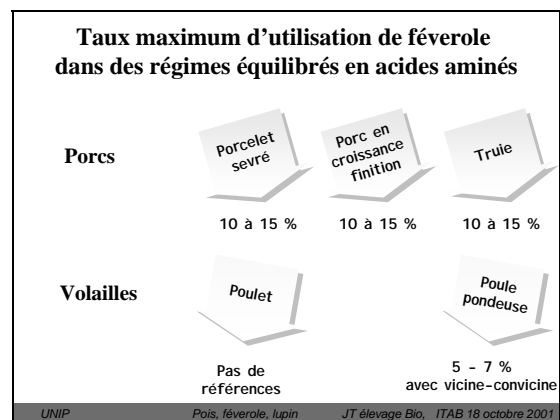 Taux maximum d'utilisation de féverole
dans des régimes équilibrés en acides aminés
Porcs
Porcelet
sevré
Porc en
croissance
finition
Truie
10 à 15 %
10 à 15 %
10 à 15 %
Volailles
Poulet
Poule
pondeuse
Pas de
références
5 - 7 %
avec vicine-convicine
UNIP
Pois, féverole, lupin
JT élevage Bio, ITAB 18 octobre 2001